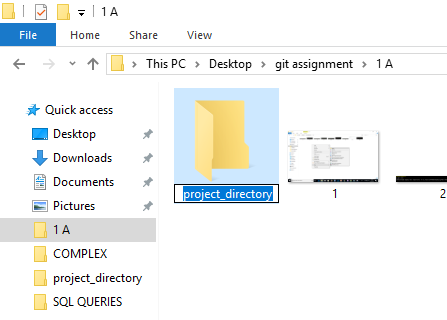 1 A
File Home Share View
This PC > Desktop > git assignment > 1 A
Quick access
Desktop
Downloads
Documents
Pictures
1 A
COMPLEX
project_directory
SQL QUERIES
project_directory
1
2